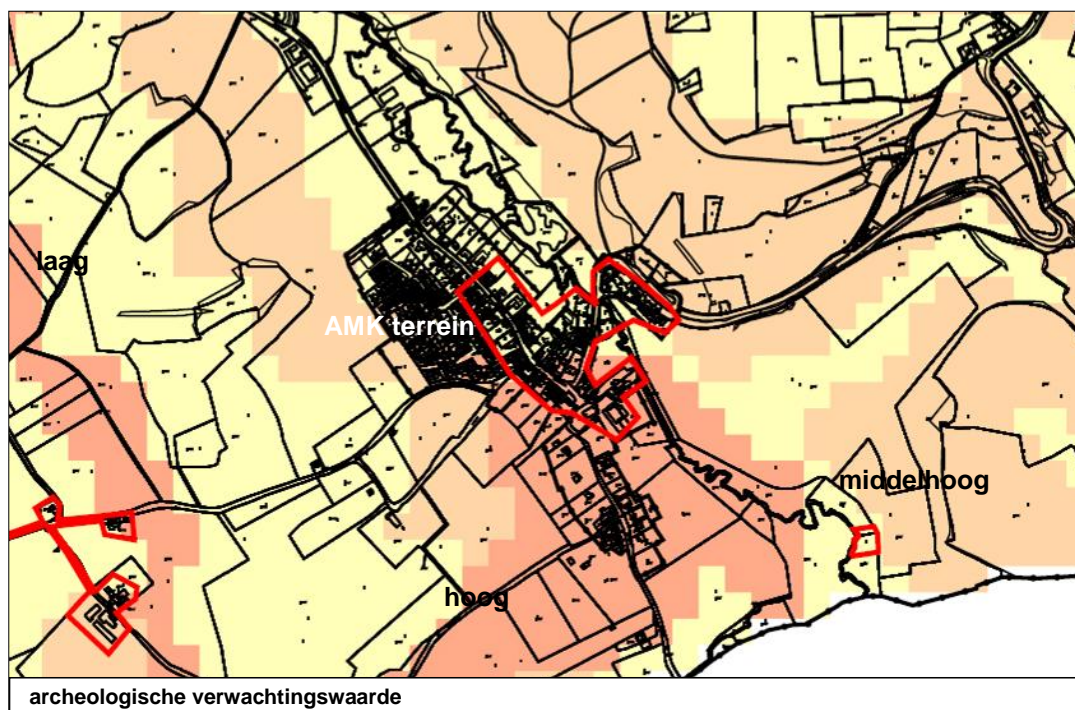 laag
AMK terrein
middelhoog
hoog
archeologische verwachtingswaarde